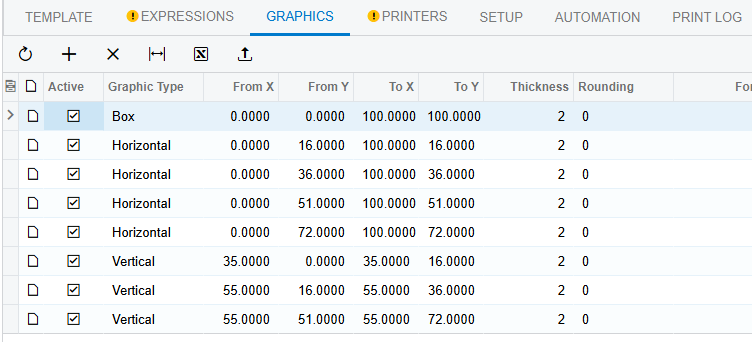 TEMPLATE EXPRESSIONS GRAPHICS PRINTERS SETUP AUTOMATION PRINT LOG
Active Graphic Type From X From Y To X To Y Thickness Rounding For
Box 0.0000 0.0000 100.0000 100.0000 2 0
Horizontal 0.0000 16.0000 100.0000 16.0000 2 0
Horizontal 0.0000 36.0000 100.0000 36.0000 2 0
Horizontal 0.0000 51.0000 100.0000 51.0000 2 0
Horizontal 0.0000 72.0000 100.0000 72.0000 2 0
Vertical 35.0000 0.0000 35.0000 16.0000 2 0
Vertical 55.0000 16.0000 55.0000 36.0000 2 0
Vertical 55.0000 51.0000 55.0000 72.0000 2 0